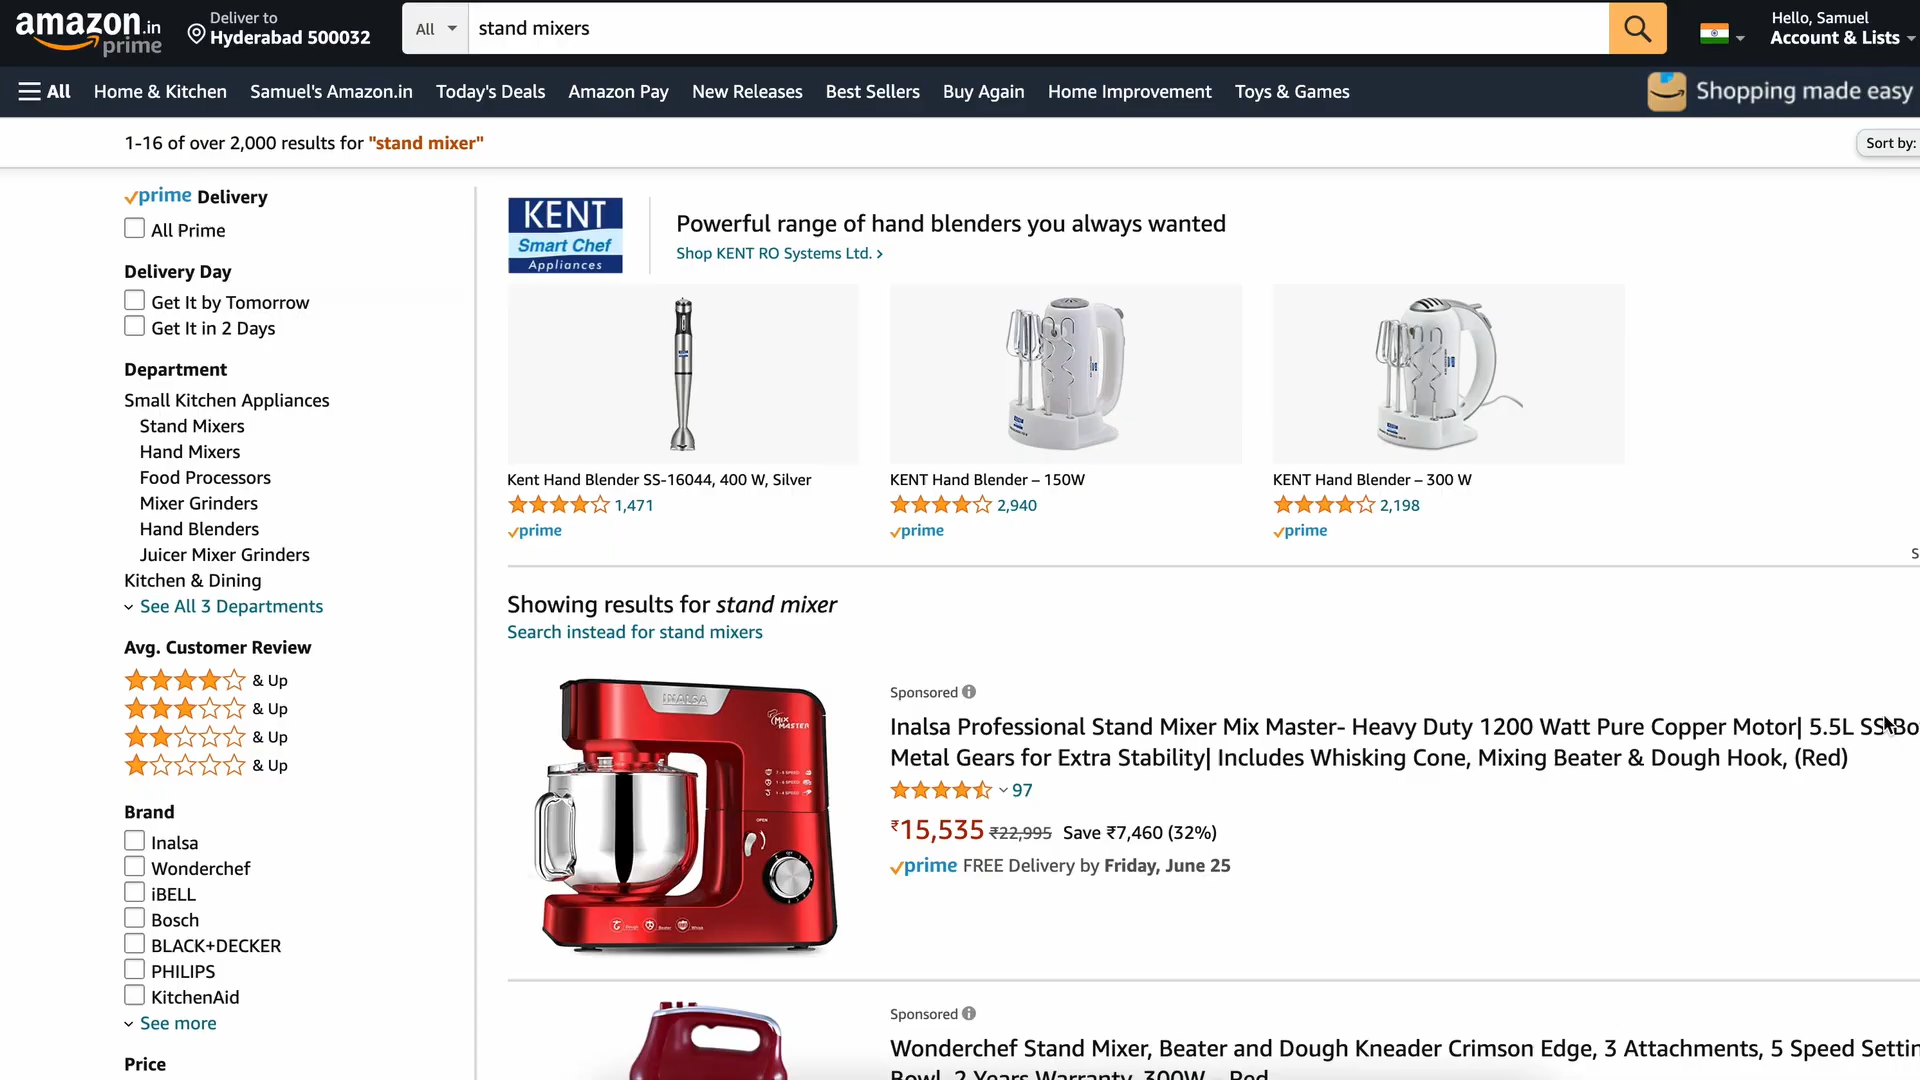 amazon.in
prime
Deliver to
Hyderabad 500032
All
stand mixers
Hello, Samuel
Account & Lists
All
Home & Kitchen
Samuel's Amazon.in
Today's Deals
Amazon Pay
New Releases
Best Sellers
Buy Again
Home Improvement
Toys & Games
Shopping made easy
1-16 of over 2,000 results for "stand mixer"
Sort by:
prime Delivery
All Prime
Delivery Day
Get It by Tomorrow
Get It in 2 Days
Department
Small Kitchen Appliances
Stand Mixers
Hand Mixers
Food Processors
Mixer Grinders
Hand Blenders
Juicer Mixer Grinders
Kitchen & Dining
See All 3 Departments
Avg. Customer Review
& Up
& Up
& Up
& Up
Brand
Inalsa
Wonderchef
iBELL
Bosch
BLACK+DECKER
PHILIPS
KitchenAid
See more
Price
KENT
Smart Chef
Appliances
Powerful range of hand blenders you always wanted
Shop KENT RO Systems Ltd. ›
Kent Hand Blender SS-16044, 400 W, Silver
1,471
prime
KENT Hand Blender – 150W
2,940
prime
KENT Hand Blender – 300 W
2,198
prime
S
Showing results for stand mixer
Search instead for stand mixers
INALSA
MIX MASTER
OPEN
Sponsored
Inalsa Professional Stand Mixer Mix Master- Heavy Duty 1200 Watt Pure Copper Motor| 5.5L SS Bo
Metal Gears for Extra Stability| Includes Whisking Cone, Mixing Beater & Dough Hook, (Red)
97
₹15,535 ₹22,995 Save ₹7,460 (32%)
prime FREE Delivery by Friday, June 25
Sponsored
Wonderchef Stand Mixer, Beater and Dough Kneader Crimson Edge, 3 Attachments, 5 Speed Settin
Bowl, 2 Years Warranty, 300W – Red